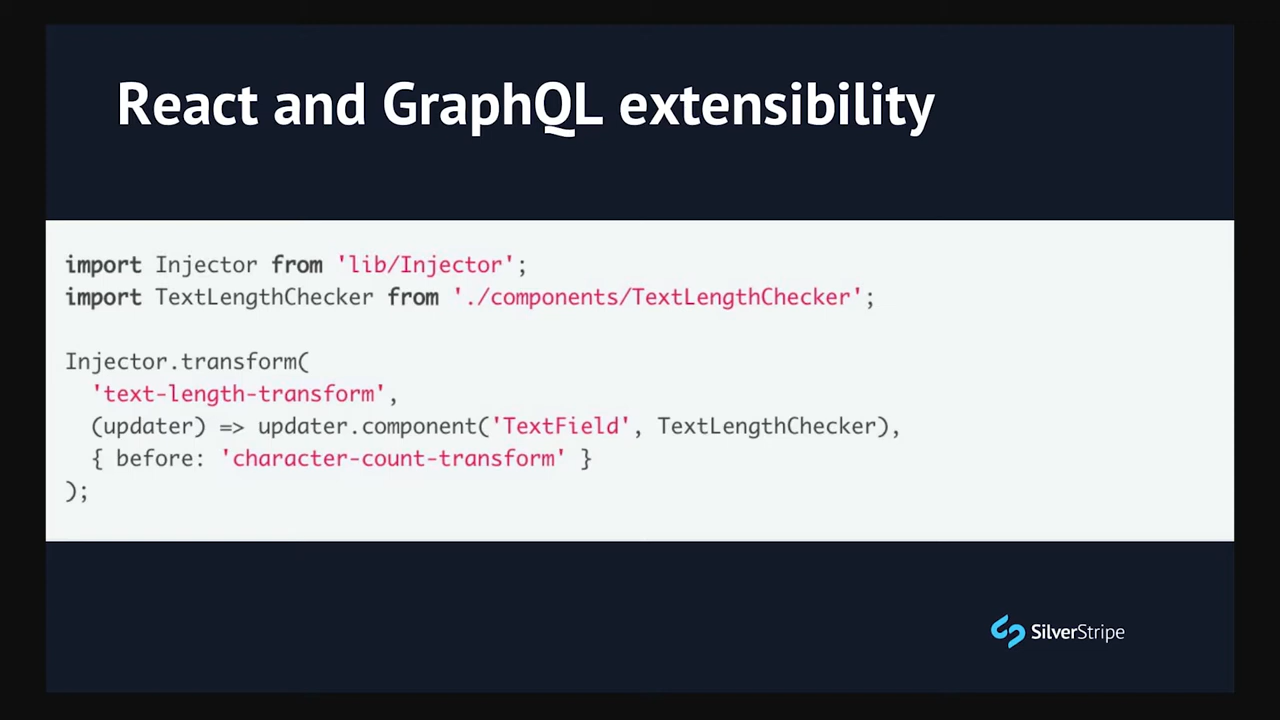 React and GraphQL extensibility
import Injector from 'lib/Injector';
import TextLengthChecker from './components/TextLengthChecker';
Injector.transform(
  'text-length-transform',
  (updater) => updater.component('TextField', TextLengthChecker),
  { before: 'character-count-transform' }
);
SilverStripe